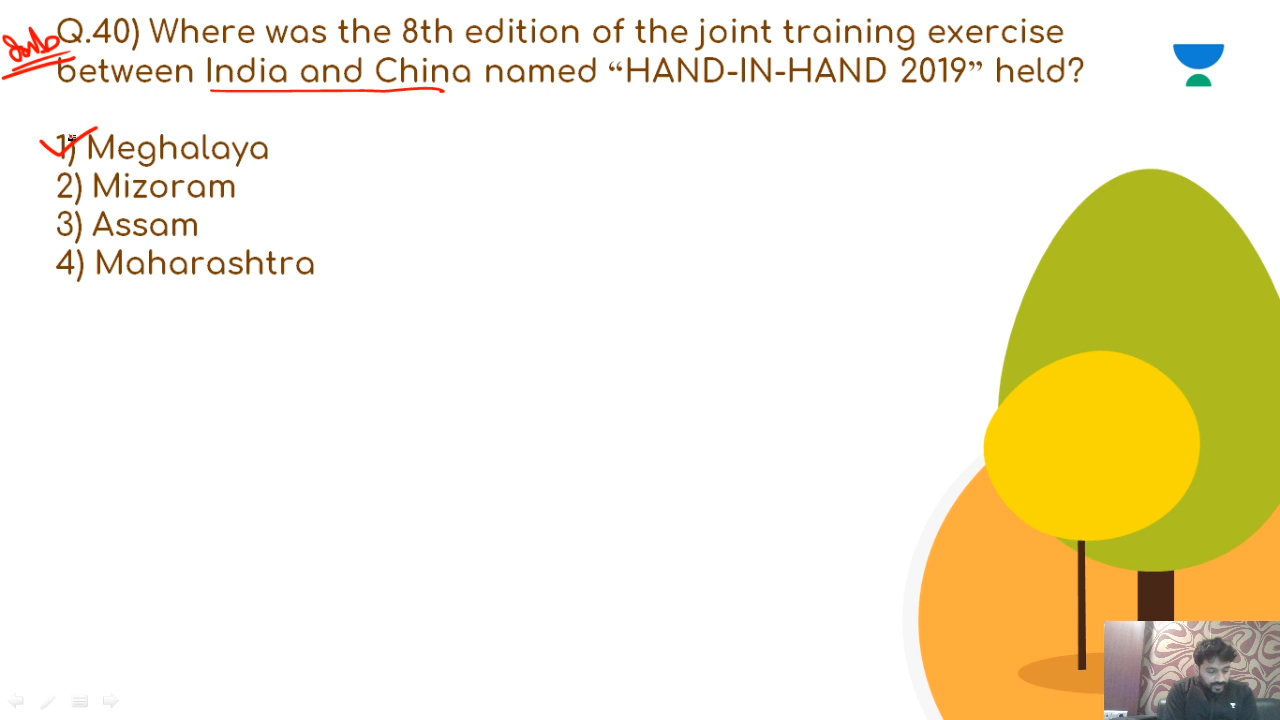 Q.40) Where was the 8th edition of the joint training exercise
between India and China named “HAND-IN-HAND 2019” held?
1) Meghalaya
2) Mizoram
3) Assam
4) Maharashtra